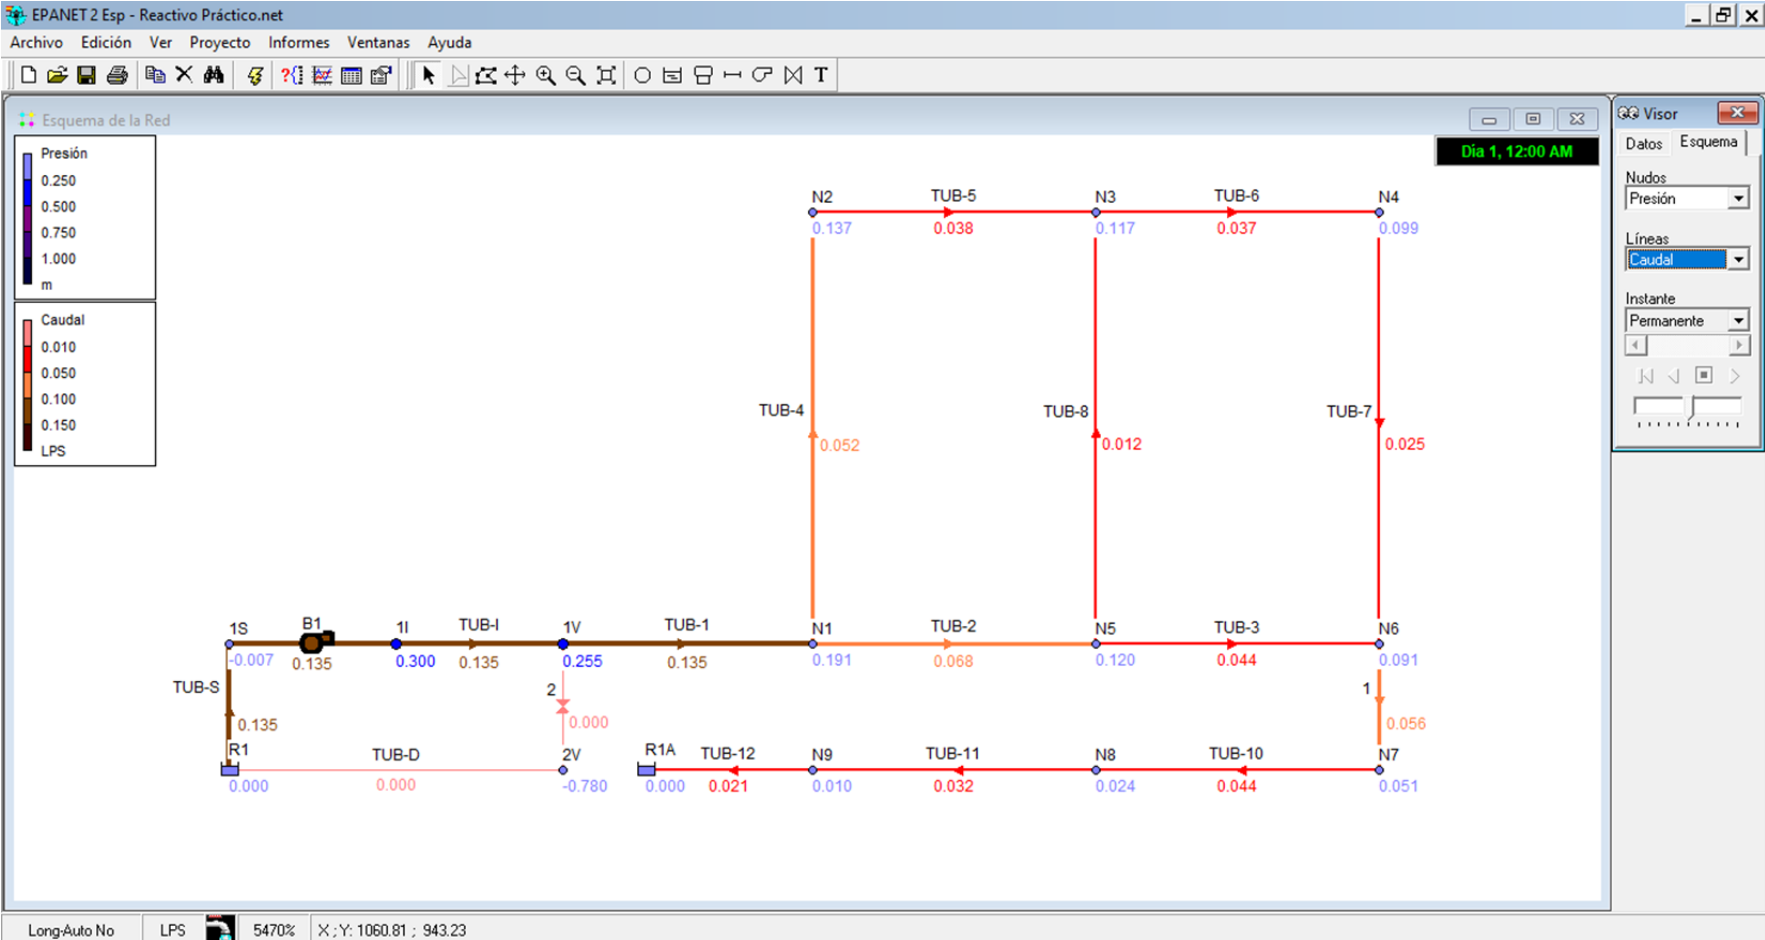 EPANET 2 Esp - Reactivo Práctico.net
Archivo Edición Ver Proyecto Informes Ventanas Ayuda
?{}
T
Esquema de la Red
Presión
0.250
0.500
0.750
1.000
m
Caudal
0.010
0.050
0.100
0.150
LPS
Dia 1, 12:00 AM
N2 TUB-5 N3 TUB-6 N4
0.137 0.038 0.117 0.037 0.099
TUB-4 TUB-8 TUB-7
0.052 0.012 0.025
1S B1 1I TUB-I 1V TUB-1 N1 TUB-2 N5 TUB-3 N6
-0.007 0.135 0.300 0.135 0.255 0.135 0.191 0.068 0.120 0.044 0.091
TUB-S 2 1
0.135 0.000 0.056
R1 TUB-D 2V R1A TUB-12 N9 TUB-11 N8 TUB-10 N7
0.000 0.000 -0.780 0.000 0.021 0.010 0.032 0.024 0.044 0.051
Visor
Datos Esquema
Nudos
Presión
Líneas
Caudal
Instante
Permanente
Long-Auto No LPS 5470% X ; Y: 1060.81 ; 943.23